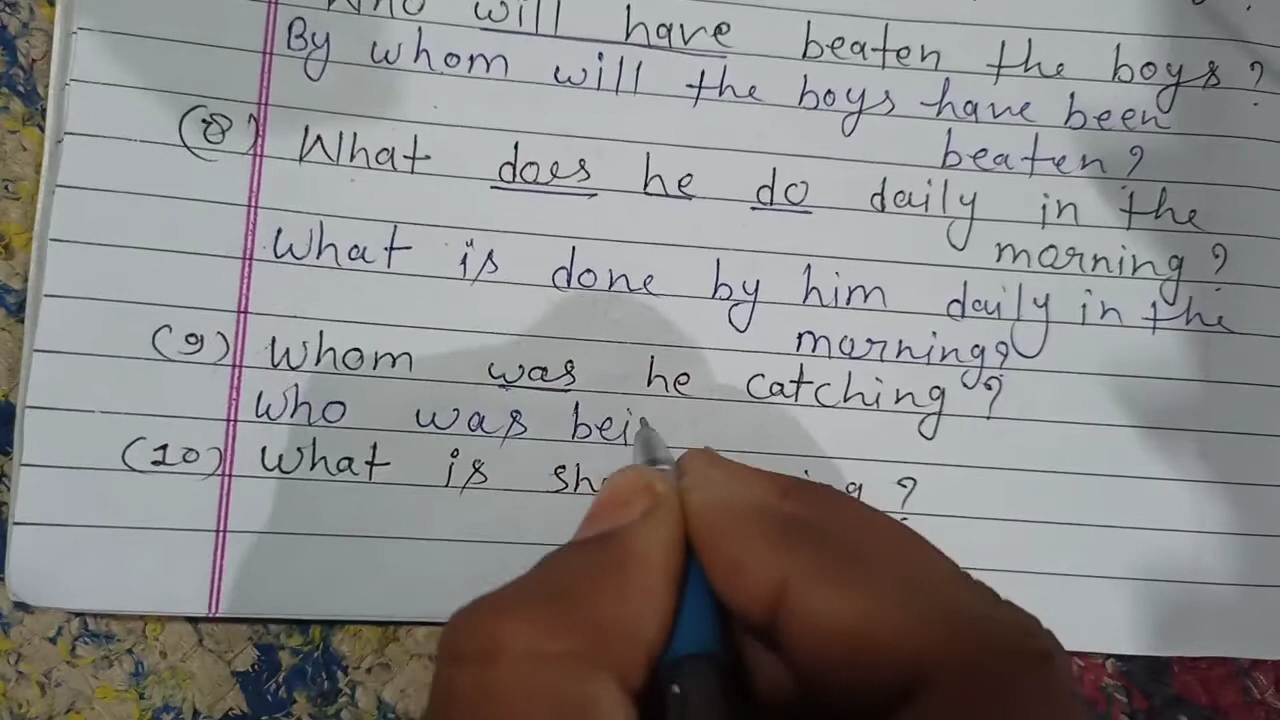 will have beaten the boys?
By whom will the boys have been
beaten?
(8) What does he do daily in the
morning?
What is done by him daily in the
morning?
(9) Whom was he catching?
Who was bei
(10) What is ?